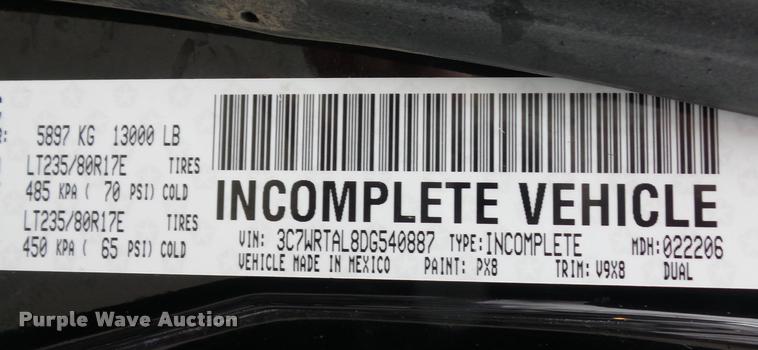 5897 KG 13000 LB
LT235/80R17E TIRES
485 KPA ( 70 PSI) COLD
LT235/80R17E TIRES
450 KPA ( 65 PSI) COLD
INCOMPLETE VEHICLE
VIN: 3C7WRTAL8DG540887 TYPE: INCOMPLETE MDH: 022206
VEHICLE MADE IN MEXICO PAINT: PX8 TRIM: V9X8 DUAL
Purple Wave Auction